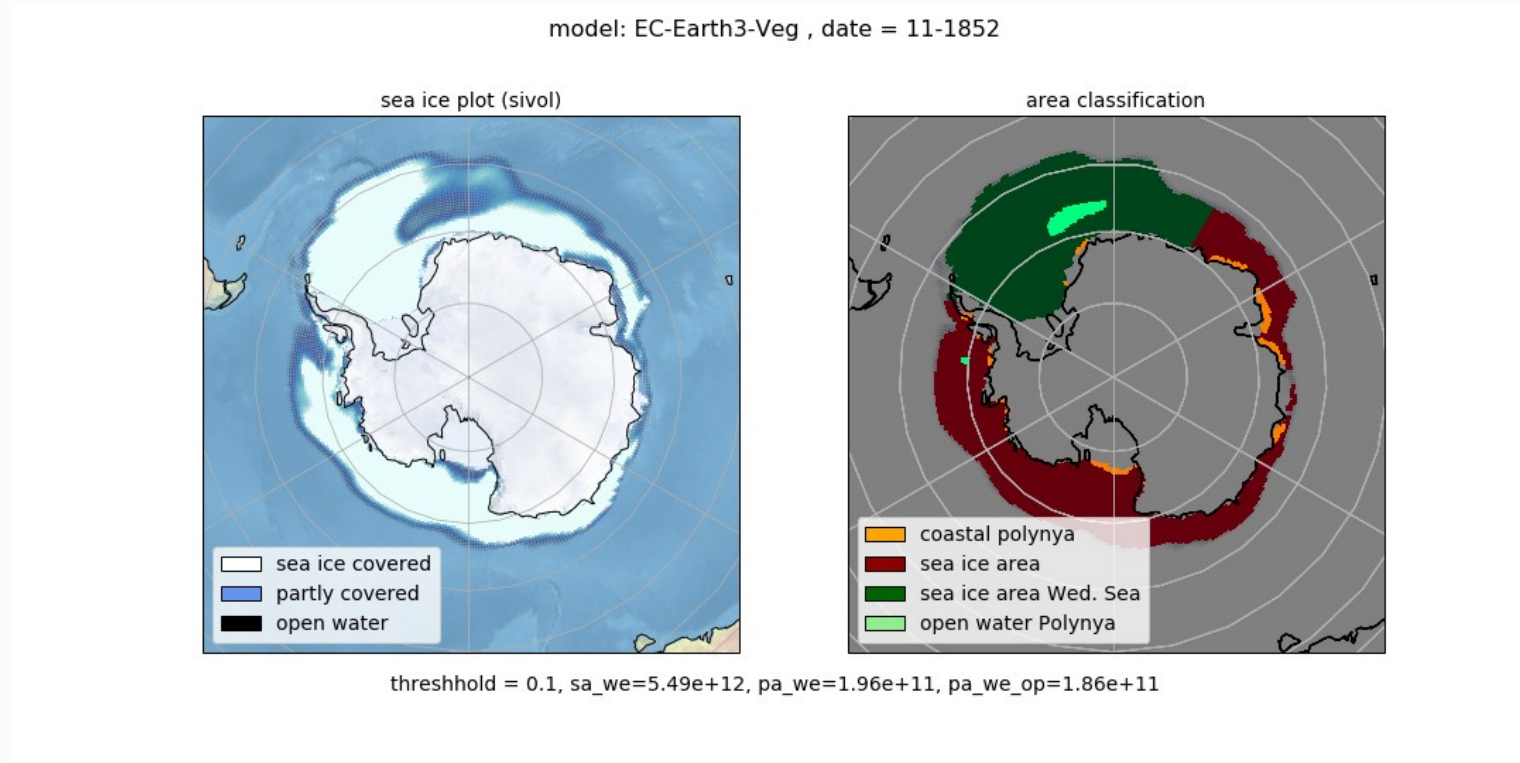 model: EC-Earth3-Veg , date = 11-1852
sea ice plot (sivol)
area classification
sea ice covered
partly covered
open water
coastal polynya
sea ice area
sea ice area Wed. Sea
open water Polynya
threshhold = 0.1, sa_we=5.49e+12, pa_we=1.96e+11, pa_we_op=1.86e+11